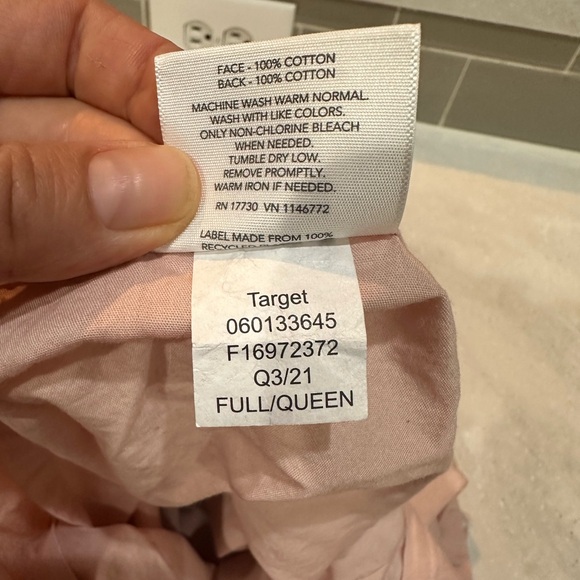 FACE - 100% COTTON
BACK - 100% COTTON
MACHINE WASH WARM NORMAL.
WASH WITH LIKE COLORS.
ONLY NON-CHLORINE BLEACH
WHEN NEEDED.
TUMBLE DRY LOW.
REMOVE PROMPTLY.
WARM IRON IF NEEDED.
RN 17730 VN 1146772
LABEL MADE FROM 100%
RECYCLED
Target
060133645
F16972372
Q3/21
FULL/QUEEN